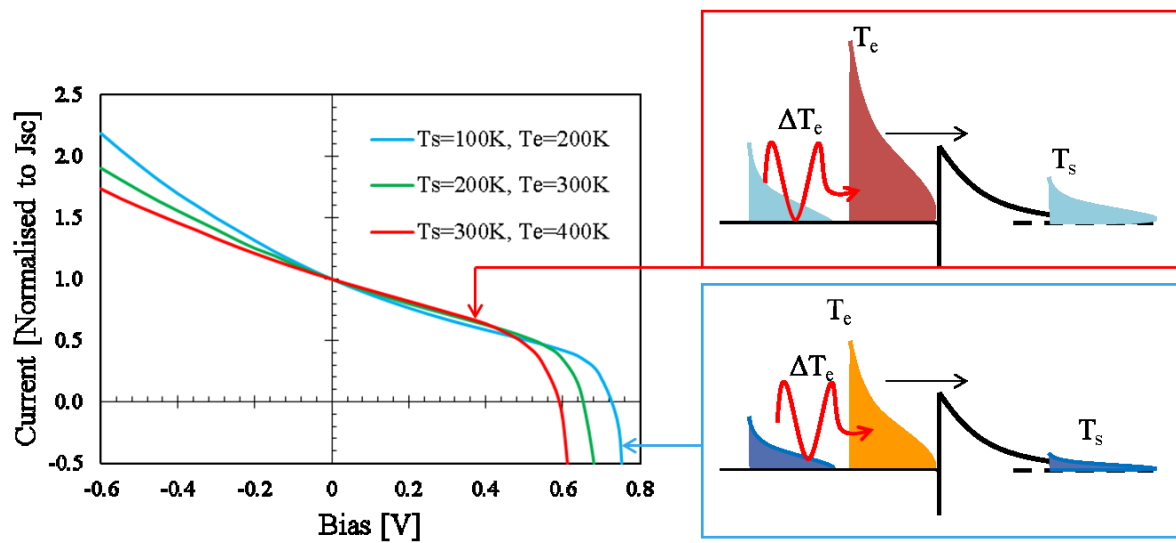 Current [Normalised to Jsc]
2.5
2.0
1.5
1.0
0.5
0.0
-0.5
-0.6
-0.4
-0.2
0
0.2
0.4
0.6
0.8
Bias [V]
Ts=100K, Te=200K
Ts=200K, Te=300K
Ts=300K, Te=400K
Te
ΔTe
Ts
Te
ΔTe
Ts